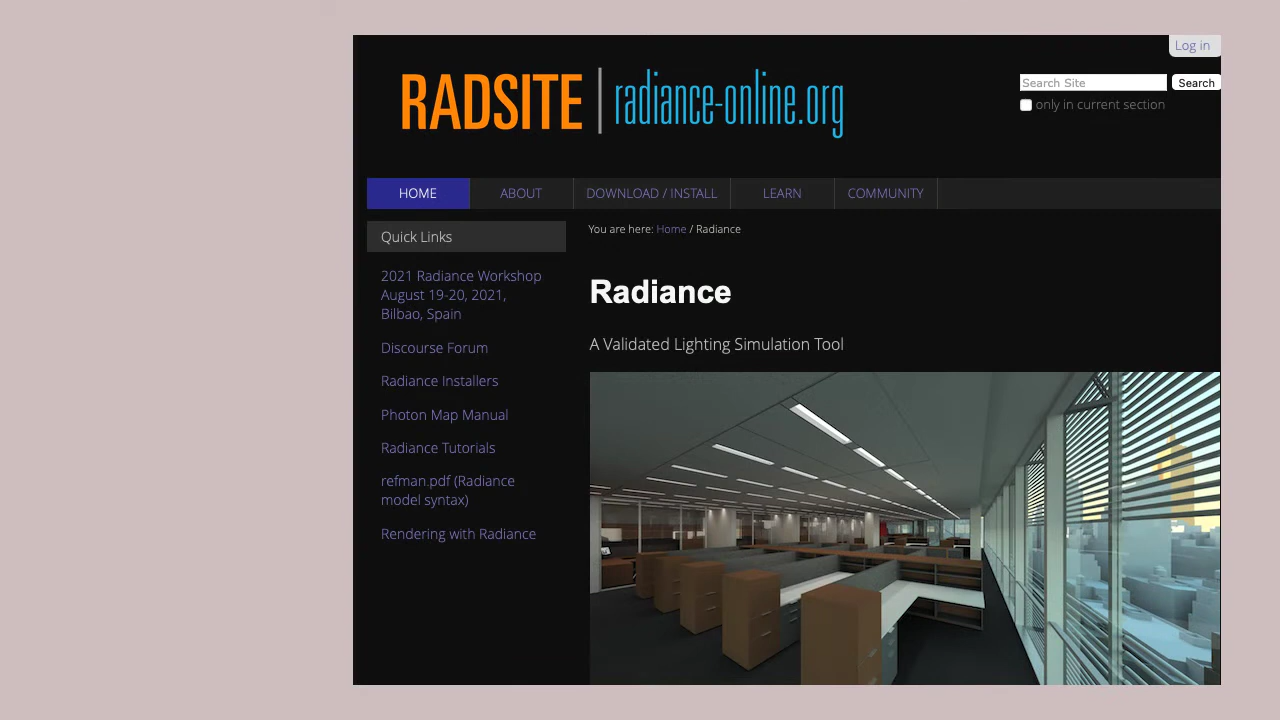 Log in
RADSITE | radiance-online.org
Search Site
Search
only in current section
HOME
ABOUT
DOWNLOAD / INSTALL
LEARN
COMMUNITY
Quick Links
2021 Radiance Workshop
August 19-20, 2021,
Bilbao, Spain
Discourse Forum
Radiance Installers
Photon Map Manual
Radiance Tutorials
refman.pdf (Radiance
model syntax)
Rendering with Radiance
You are here: Home / Radiance
Radiance
A Validated Lighting Simulation Tool